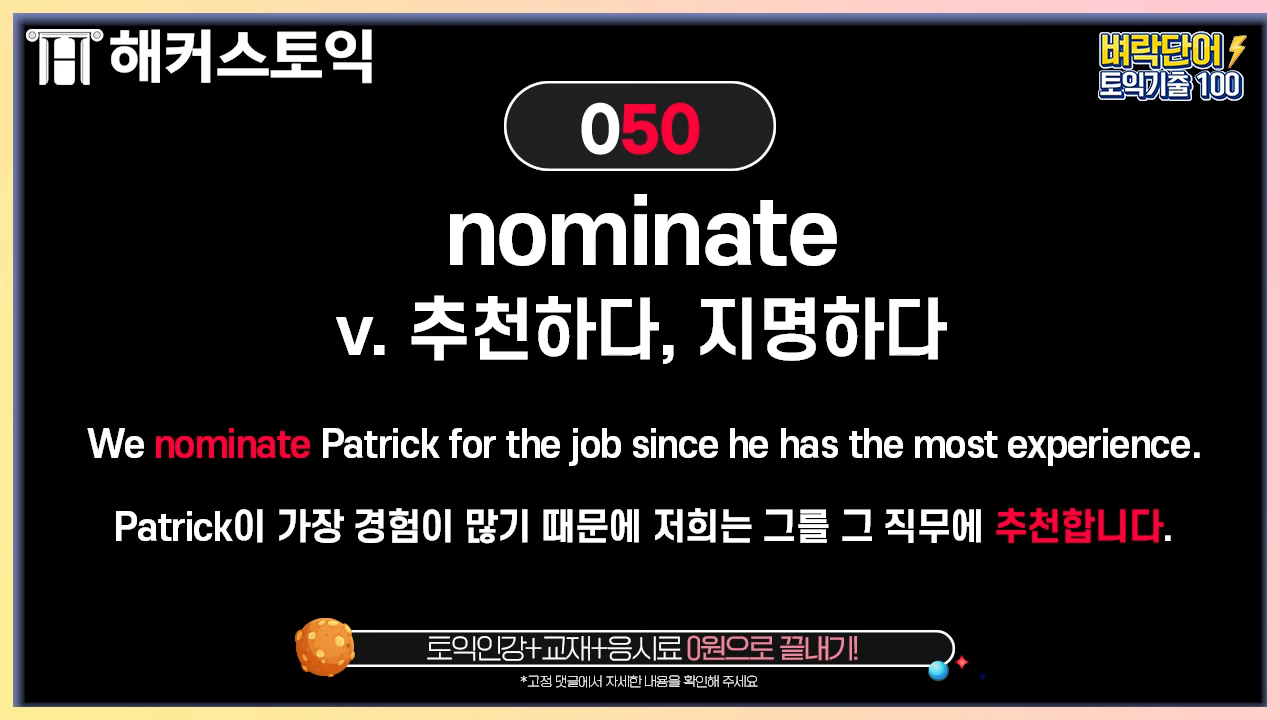 해커스토익
벼락단어
토익기출 100
050
nominate
v. 추천하다, 지명하다
We nominate Patrick for the job since he has the most experience.
Patrick이 가장 경험이 많기 때문에 저희는 그를 그 직무에 추천합니다.
토익인강+교재+응시료 0원으로 끝내기!
*고정 댓글에서 자세한 내용을 확인해 주세요